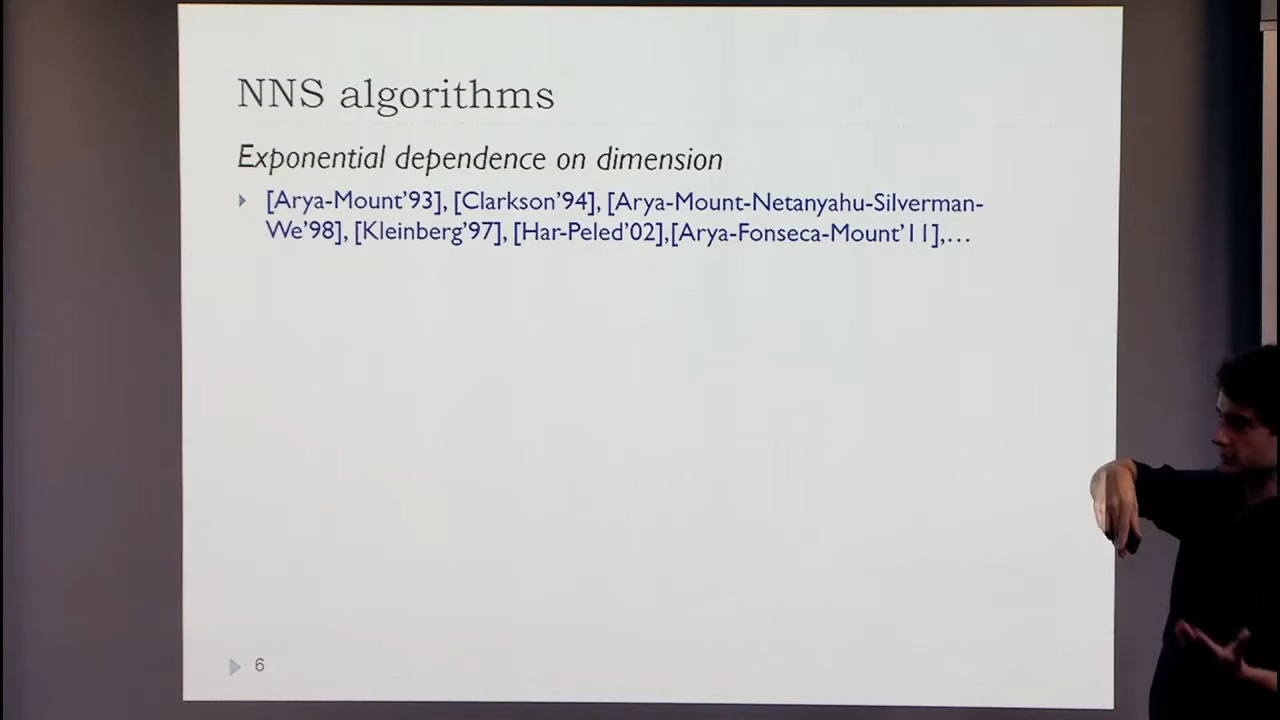 NNS algorithms
Exponential dependence on dimension
[Arya-Mount’93], [Clarkson’94], [Arya-Mount-Netanyahu-Silverman-
We’98], [Kleinberg’97], [Har-Peled’02],[Arya-Fonseca-Mount’11],…
6